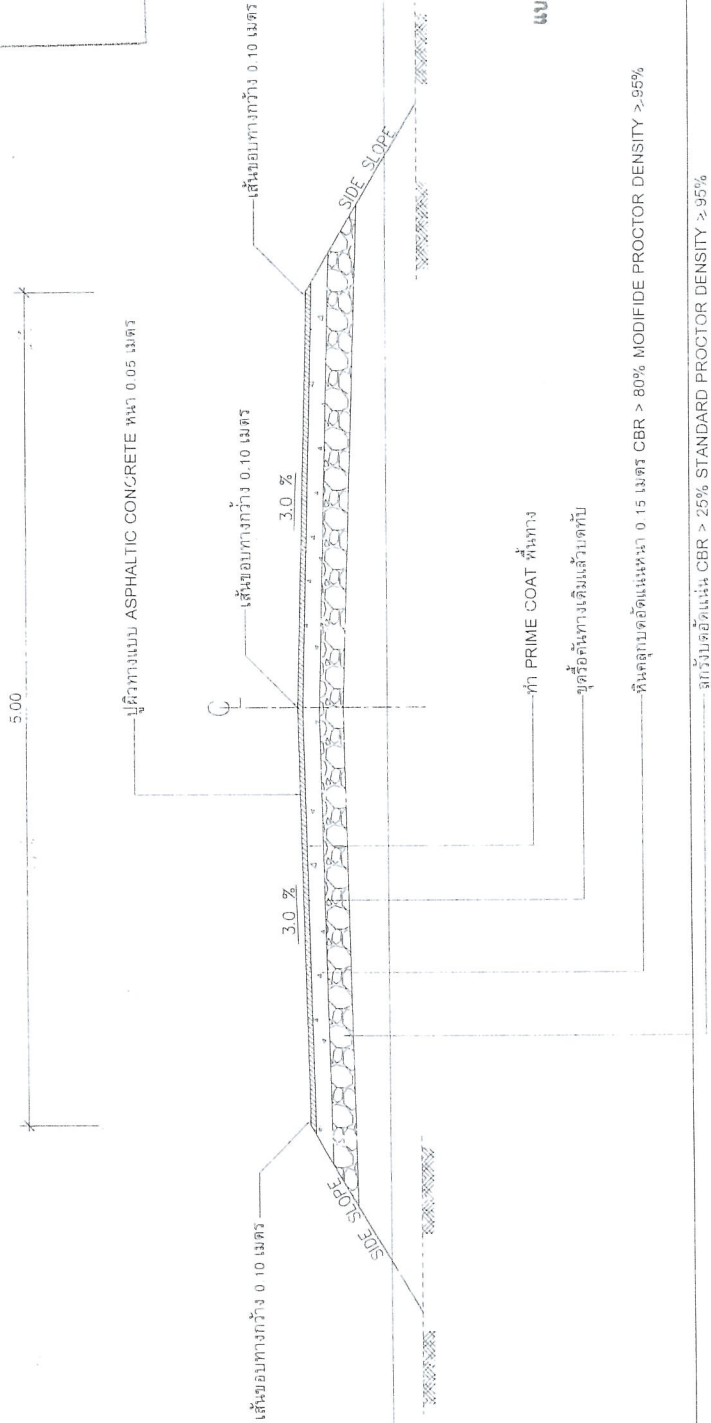 5.00
ปูผิวทางแบบ ASPHALTIC CONCRETE หนา 0.05 เมตร
เส้นขอบทางกว้าง 0.10 เมตร
เส้นขอบทางกว้าง 0.10 เมตร
เส้นขอบทางกว้าง 0.10 เมตร
3.0 %
3.0 %
SIDE SLOPE
SIDE SLOPE
ทำ PRIME COAT พื้นทาง
ขุดรื้อคันทางเดิมแล้วบดทับ
หินคลุกบดอัดแน่นหนา 0.15 เมตร CBR > 80% MODIFIDE PROCTOR DENSITY ≥ 95%
ลูกรังบดอัดแน่น CBR > 25% STANDARD PROCTOR DENSITY ≥ 95%
แบ